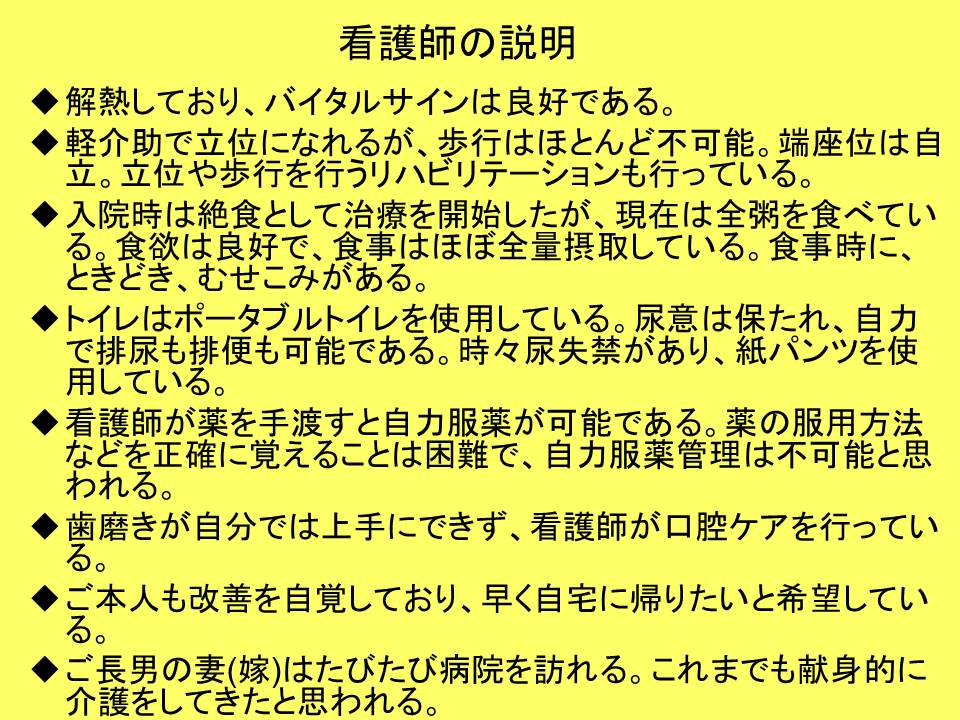 看護師の説明
◆解熱しており、バイタルサインは良好である。
◆軽介助で立位になれるが、歩行はほとんど不可能。端座位は自
立。立位や歩行を行うリハビリテーションも行っている。
◆入院時は絶食として治療を開始したが、現在は全粥を食べてい
る。食欲は良好で、食事はほぼ全量摂取している。食事時に、
ときどき、むせこみがある。
◆トイレはポータブルトイレを使用している。尿意は保たれ、自力
で排尿も排便も可能である。時々尿失禁があり、紙パンツを使
用している。
◆看護師が薬を手渡すと自力服薬が可能である。薬の服用方法
などを正確に覚えることは困難で、自力服薬管理は不可能と思
われる。
◆歯磨きが自分では上手にできず、看護師が口腔ケアを行ってい
る。
◆ご本人も改善を自覚しており、早く自宅に帰りたいと希望してい
る。
◆ご長男の妻(嫁)はたびたび病院を訪れる。これまでも献身的に
介護をしてきたと思われる。